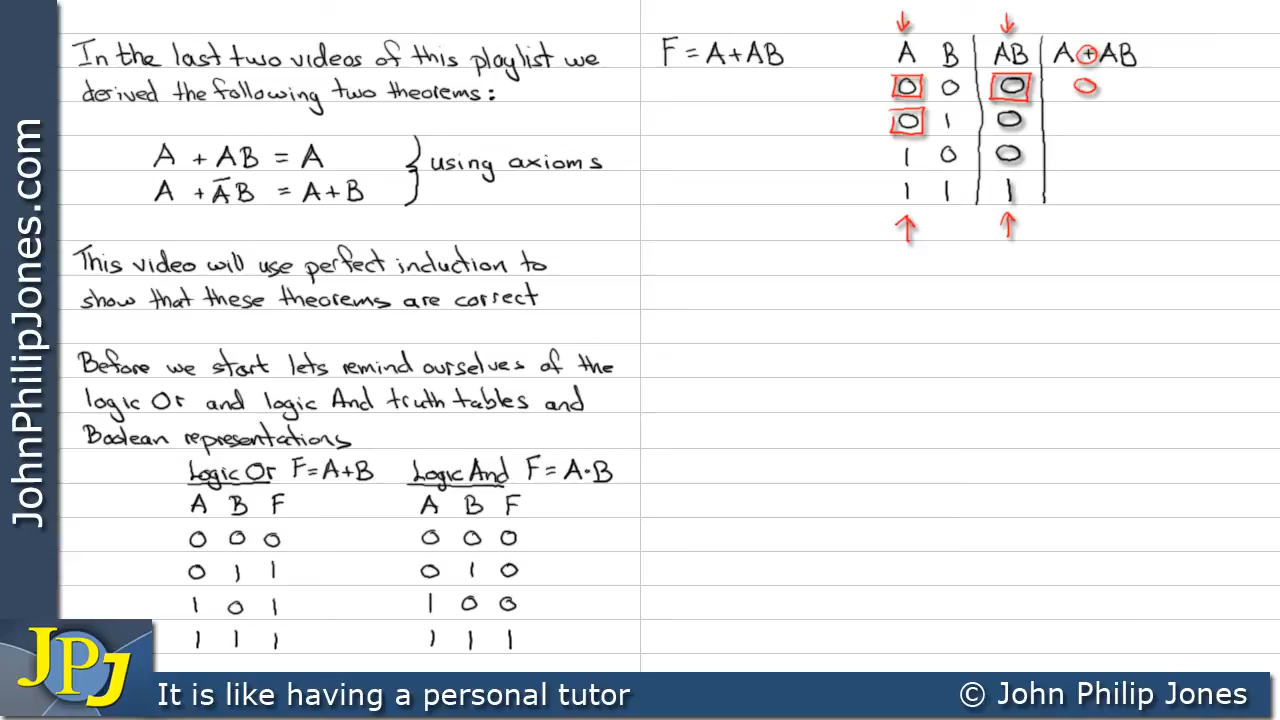 JohnPhilipJones.com
In the last two videos of this playlist we
derived the following two theorems:
A + AB = A
A + A̅B = A+B
} using axioms
This video will use perfect induction to
show that these theorems are correct
Before we start lets remind ourselves of the
logic Or and logic And truth tables and
Boolean representations
Logic Or F=A+B
A B F
0 0 0
0 1 1
1 0 1
1 1 1
Logic And F=A·B
A B F
0 0 0
0 1 0
1 0 0
1 1 1
F = A+AB
A B AB A+AB
0 0 0 0
0 1 0
1 0 0
1 1 1
JPJ
It is like having a personal tutor
© John Philip Jones